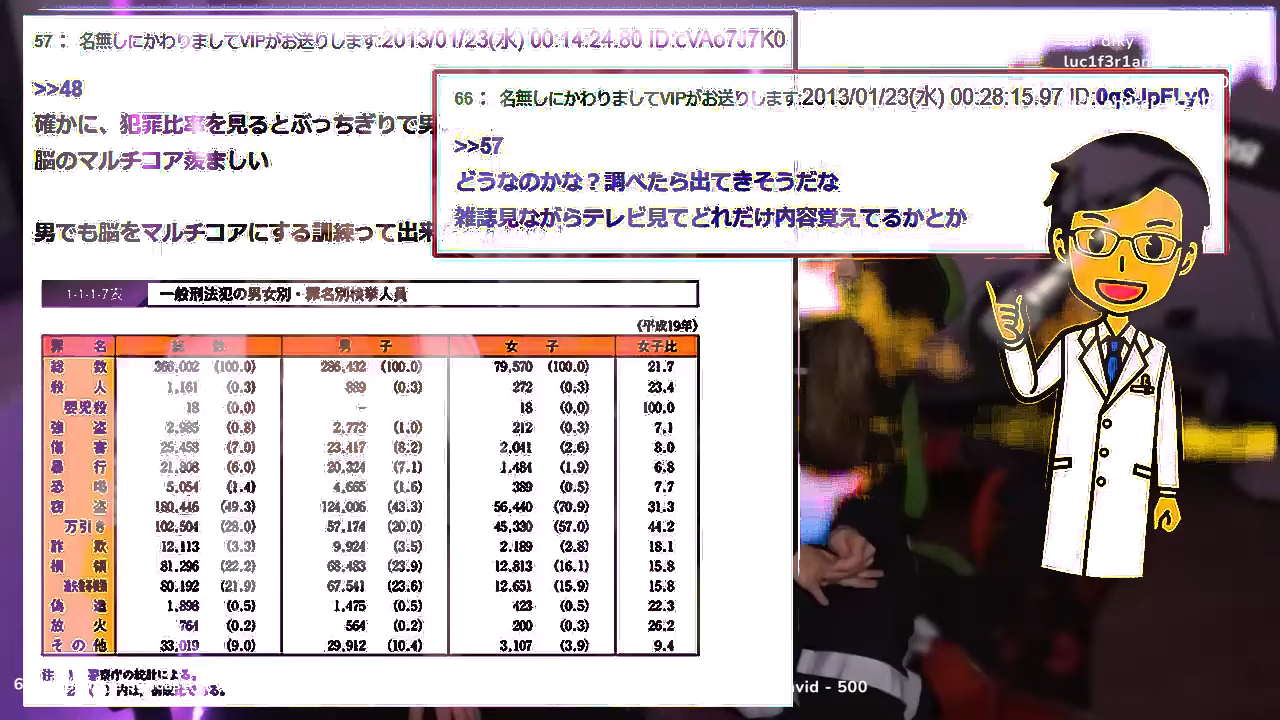 57 : 名無しにかわりましてVIPがお送りします:2013/01/23(水) 00:14:24.80 ID:cVAo7J7K0
>>48
確かに、犯罪比率を見るとぶっちぎりで男
脳のマルチコア羨ましい
男でも脳をマルチコアにする訓練って出来
66 : 名無しにかわりましてVIPがお送りします:2013/01/23(水) 00:28:15.97 ID:0qSJpFLy0
>>57
どうなのかな？調べたら出てきそうだな
雑誌見ながらテレビ見てどれだけ内容覚えてるかとか
luc1f3r1an
1-1-1-7表 一般刑法犯の男女別・罪名別検挙人員
(平成19年)
罪名 総数 男子 女子 女子比
総数 366,002 (100.0) 286,432 (100.0) 79,570 (100.0) 21.7
殺人 1,161 (0.3) 889 (0.3) 272 (0.3) 23.4
嬰児殺 18 (0.0) – 18 (0.0) 100.0
強盗 2,985 (0.8) 2,773 (1.0) 212 (0.3) 7.1
傷害 25,458 (7.0) 23,417 (8.2) 2,041 (2.6) 8.0
暴行 21,808 (6.0) 20,324 (7.1) 1,484 (1.9) 6.8
恐喝 5,054 (1.4) 4,665 (1.6) 389 (0.5) 7.7
窃盗 180,446 (49.3) 124,006 (43.3) 56,440 (70.9) 31.3
万引き 102,504 (28.0) 57,174 (20.0) 45,330 (57.0) 44.2
詐欺 12,113 (3.3) 9,924 (3.5) 2,189 (2.8) 18.1
横領 81,296 (22.2) 68,483 (23.9) 12,813 (16.1) 15.8
80,192 (21.9) 67,541 (23.6) 12,651 (15.9) 15.8
偽造 1,898 (0.5) 1,475 (0.5) 423 (0.5) 22.3
放火 764 (0.2) 564 (0.2) 200 (0.3) 26.2
その他 33,019 (9.0) 29,912 (10.4) 3,107 (3.9) 9.4
注 1 警察庁の統計による。
2 ( )内は、構成比である。
6
avid - 500